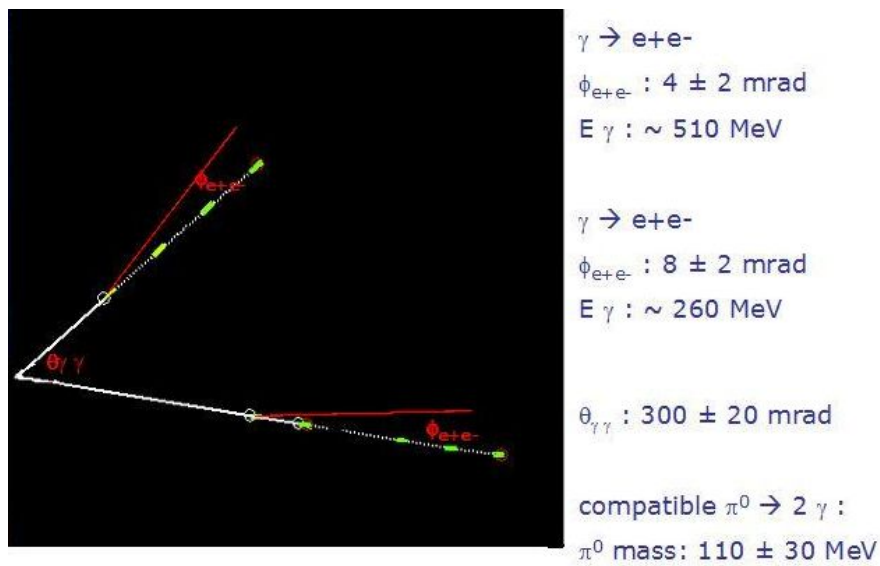 γ → e+e-
ϕe+e- : 4 ± 2 mrad
E γ : ~ 510 MeV
ϕe+e-
γ → e+e-
ϕe+e- : 8 ± 2 mrad
E γ : ~ 260 MeV
θγ γ
ϕe+e-
θγ γ : 300 ± 20 mrad
compatible π⁰ → 2 γ :
π⁰ mass: 110 ± 30 MeV